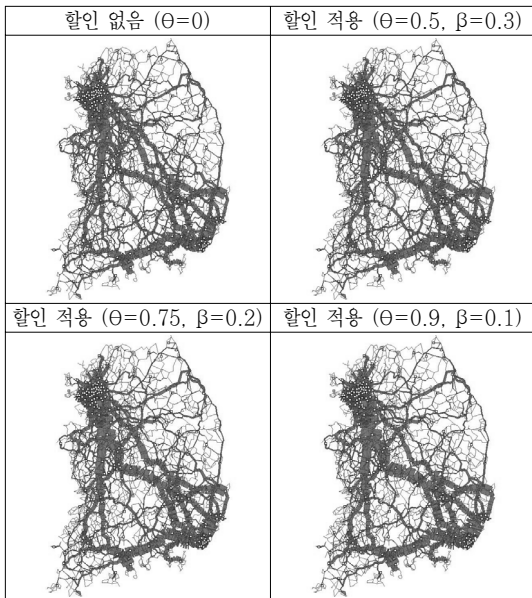 할인 없음 (Θ=0)
할인 적용 (Θ=0.5, β=0.3)
할인 적용 (Θ=0.75, β=0.2)
할인 적용 (Θ=0.9, β=0.1)